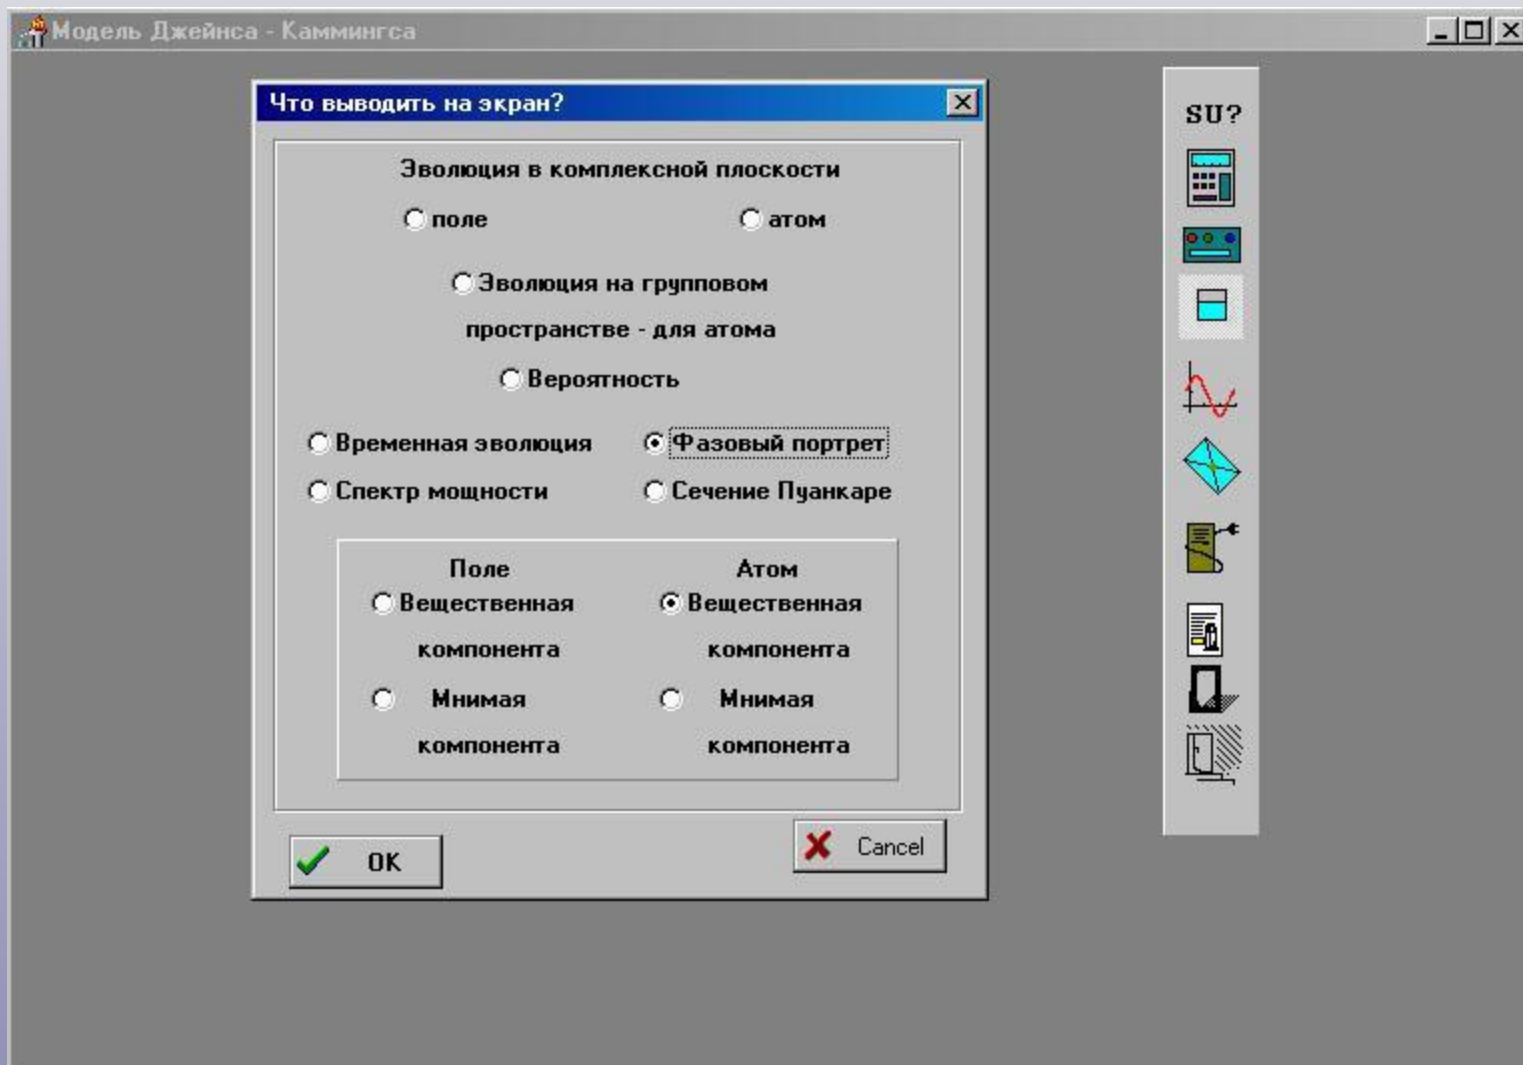 Модель Джейнса - Каммингса
Что выводить на экран?
SU?
Эволюция в комплексной плоскости
поле атом
Эволюция на групповом
пространстве - для атома
Вероятность
Временная эволюция Фазовый портрет
Спектр мощности Сечение Пуанкаре
Поле Атом
Вещественная Вещественная
компонента компонента
Мнимая Мнимая
компонента компонента
OK Cancel